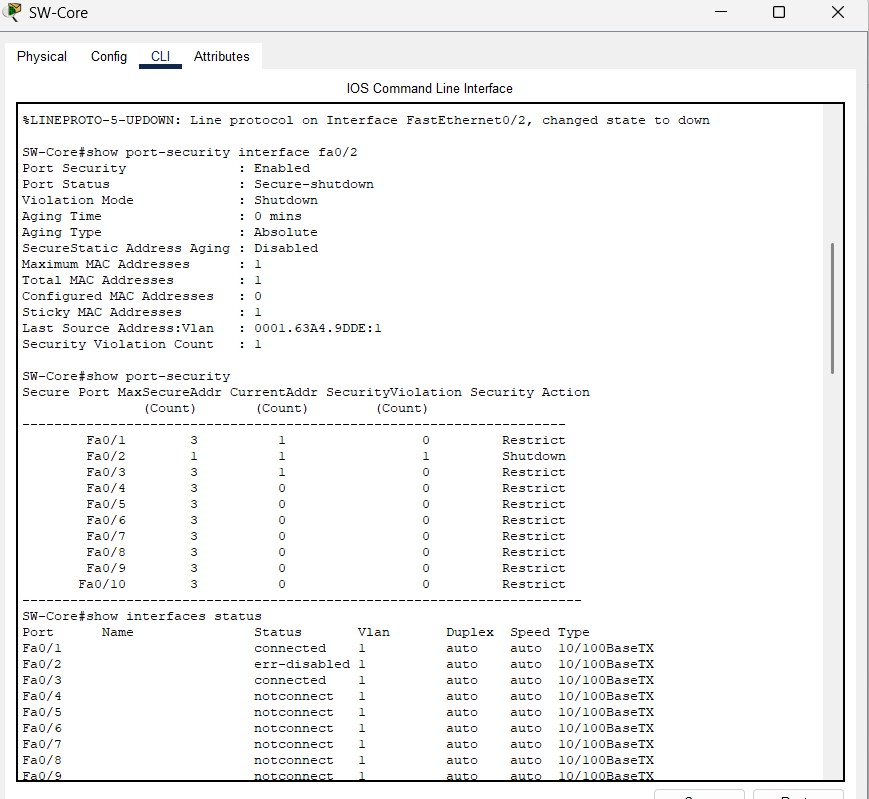 SW-Core
Physical Config CLI Attributes
IOS Command Line Interface
%LINEPROTO-5-UPDOWN: Line protocol on Interface FastEthernet0/2, changed state to down
SW-Core#show port-security interface fa0/2
Port Security : Enabled
Port Status : Secure-shutdown
Violation Mode : Shutdown
Aging Time : 0 mins
Aging Type : Absolute
SecureStatic Address Aging : Disabled
Maximum MAC Addresses : 1
Total MAC Addresses : 1
Configured MAC Addresses : 0
Sticky MAC Addresses : 1
Last Source Address:Vlan : 0001.63A4.9DDE:1
Security Violation Count : 1
SW-Core#show port-security
Secure Port MaxSecureAddr CurrentAddr SecurityViolation Security Action
(Count) (Count) (Count)
--------------------------------------------------------------------
Fa0/1 3 1 0 Restrict
Fa0/2 1 1 1 Shutdown
Fa0/3 3 1 0 Restrict
Fa0/4 3 0 0 Restrict
Fa0/5 3 0 0 Restrict
Fa0/6 3 0 0 Restrict
Fa0/7 3 0 0 Restrict
Fa0/8 3 0 0 Restrict
Fa0/9 3 0 0 Restrict
Fa0/10 3 0 0 Restrict
----------------------------------------------------------------------
SW-Core#show interfaces status
Port Name Status Vlan Duplex Speed Type
Fa0/1 connected 1 auto auto 10/100BaseTX
Fa0/2 err-disabled 1 auto auto 10/100BaseTX
Fa0/3 connected 1 auto auto 10/100BaseTX
Fa0/4 notconnect 1 auto auto 10/100BaseTX
Fa0/5 notconnect 1 auto auto 10/100BaseTX
Fa0/6 notconnect 1 auto auto 10/100BaseTX
Fa0/7 notconnect 1 auto auto 10/100BaseTX
Fa0/8 notconnect 1 auto auto 10/100BaseTX
Fa0/9 notconnect 1 auto auto 10/100BaseTX